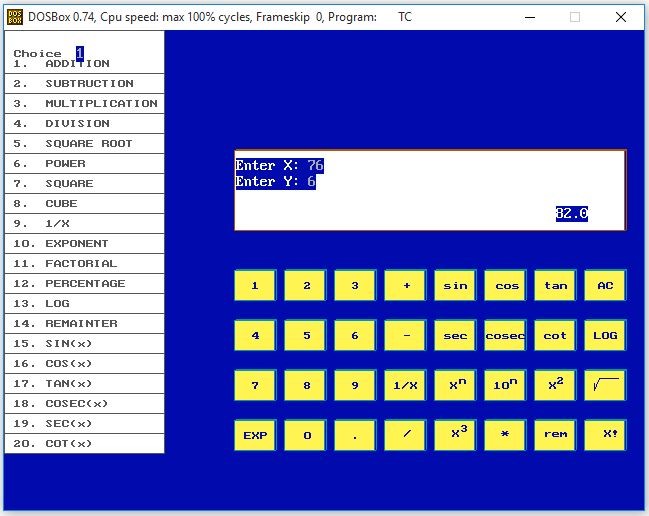 DOSBox 0.74, Cpu speed: max 100% cycles, Frameskip 0, Program: TC
Choice 1
1. ADDITION
2. SUBTRUCTION
3. MULTIPLICATION
4. DIVISION
5. SQUARE ROOT
6. POWER
7. SQUARE
8. CUBE
9. 1/X
10. EXPONENT
11. FACTORIAL
12. PERCENTAGE
13. LOG
14. REMAINTER
15. SIN(x)
16. COS(x)
17. TAN(x)
18. COSEC(x)
19. SEC(x)
20. COT(x)
Enter X: 76
Enter Y: 6
82.0
1 2 3 + sin cos tan AC
4 5 6 - sec cosec cot LOG
7 8 9 1/X Xⁿ 10ⁿ X² √
EXP 0 . / X³ * rem X!